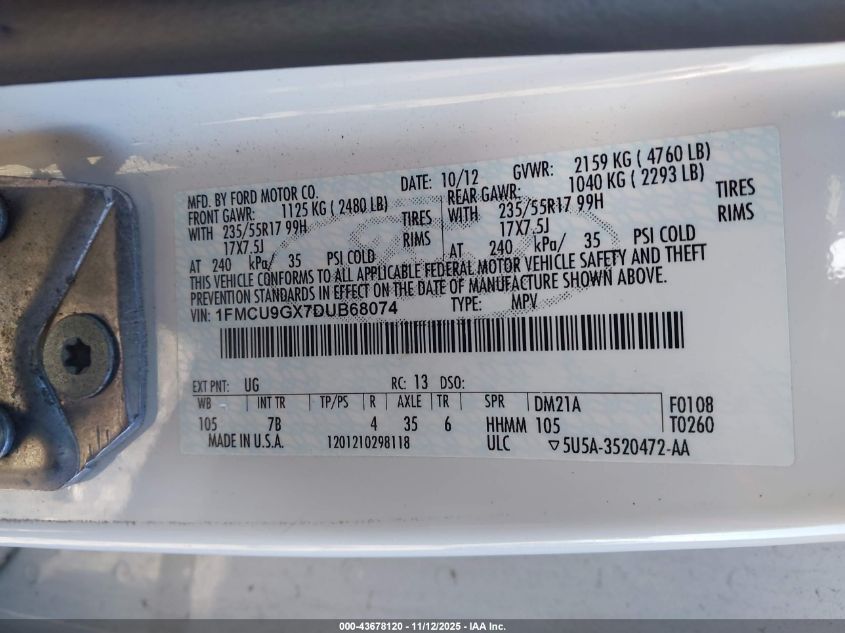 MFD. BY FORD MOTOR CO. DATE: 10/12 GVWR: 2159 KG ( 4760 LB)
FRONT GAWR: 1125 KG ( 2480 LB) REAR GAWR: 1040 KG ( 2293 LB)
WITH 235/55R17 99H TIRES WITH 235/55R17 99H TIRES
17X7.5J RIMS 17X7.5J RIMS
AT 240 kPa/ 35 PSI COLD AT 240 kPa/ 35 PSI COLD
THIS VEHICLE CONFORMS TO ALL APPLICABLE FEDERAL MOTOR VEHICLE SAFETY AND THEFT
PREVENTION STANDARDS IN EFFECT ON THE DATE OF MANUFACTURE SHOWN ABOVE.
VIN: 1FMCU9GX7DUB68074 TYPE: MPV
EXT PNT: UG RC: 13 DSO:
WB INT TR TP/PS R AXLE TR SPR DM21A F0108
105 7B 4 35 6 HHMM 105 T0260
MADE IN U.S.A. 1201210298118 ULC ▽5U5A-3520472-AA
000-43678120 - 11/12/2025 - IAA Inc.